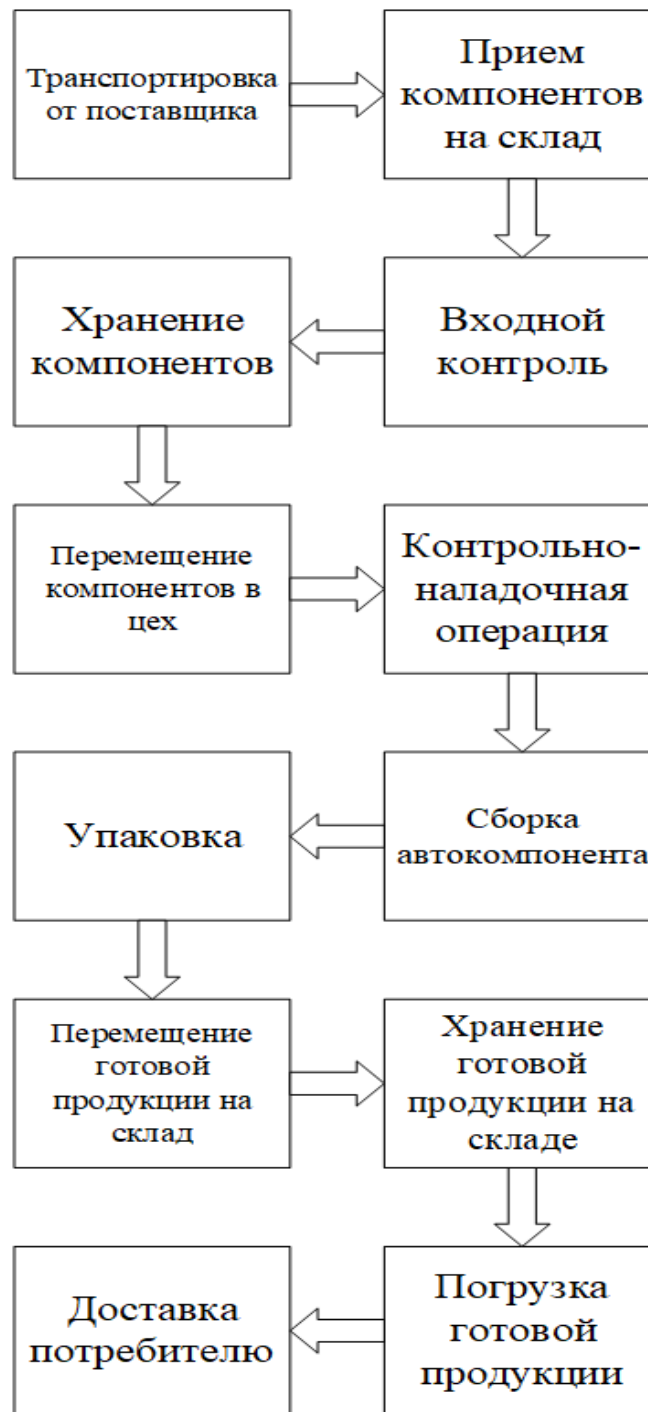 Транспортировка
от поставщика
Прием
компонентов
на склад
Входной
контроль
Хранение
компонентов
Перемещение
компонентов в
цех
Контрольно-
наладочная
операция
Сборка
автокомпонента
Упаковка
Перемещение
готовой
продукции на
склад
Хранение
готовой
продукции на
складе
Погрузка
готовой
продукции
Доставка
потребителю